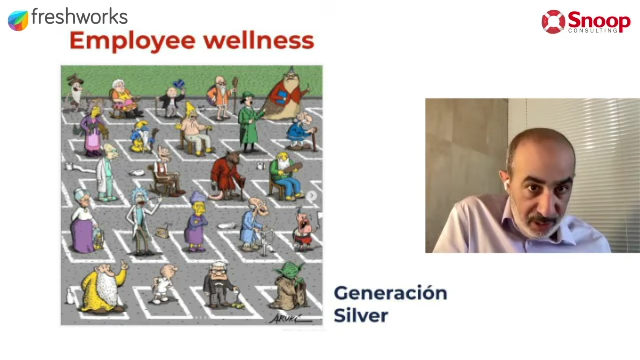 freshworks
Snoop
CONSULTING
Employee wellness
Generación
Silver